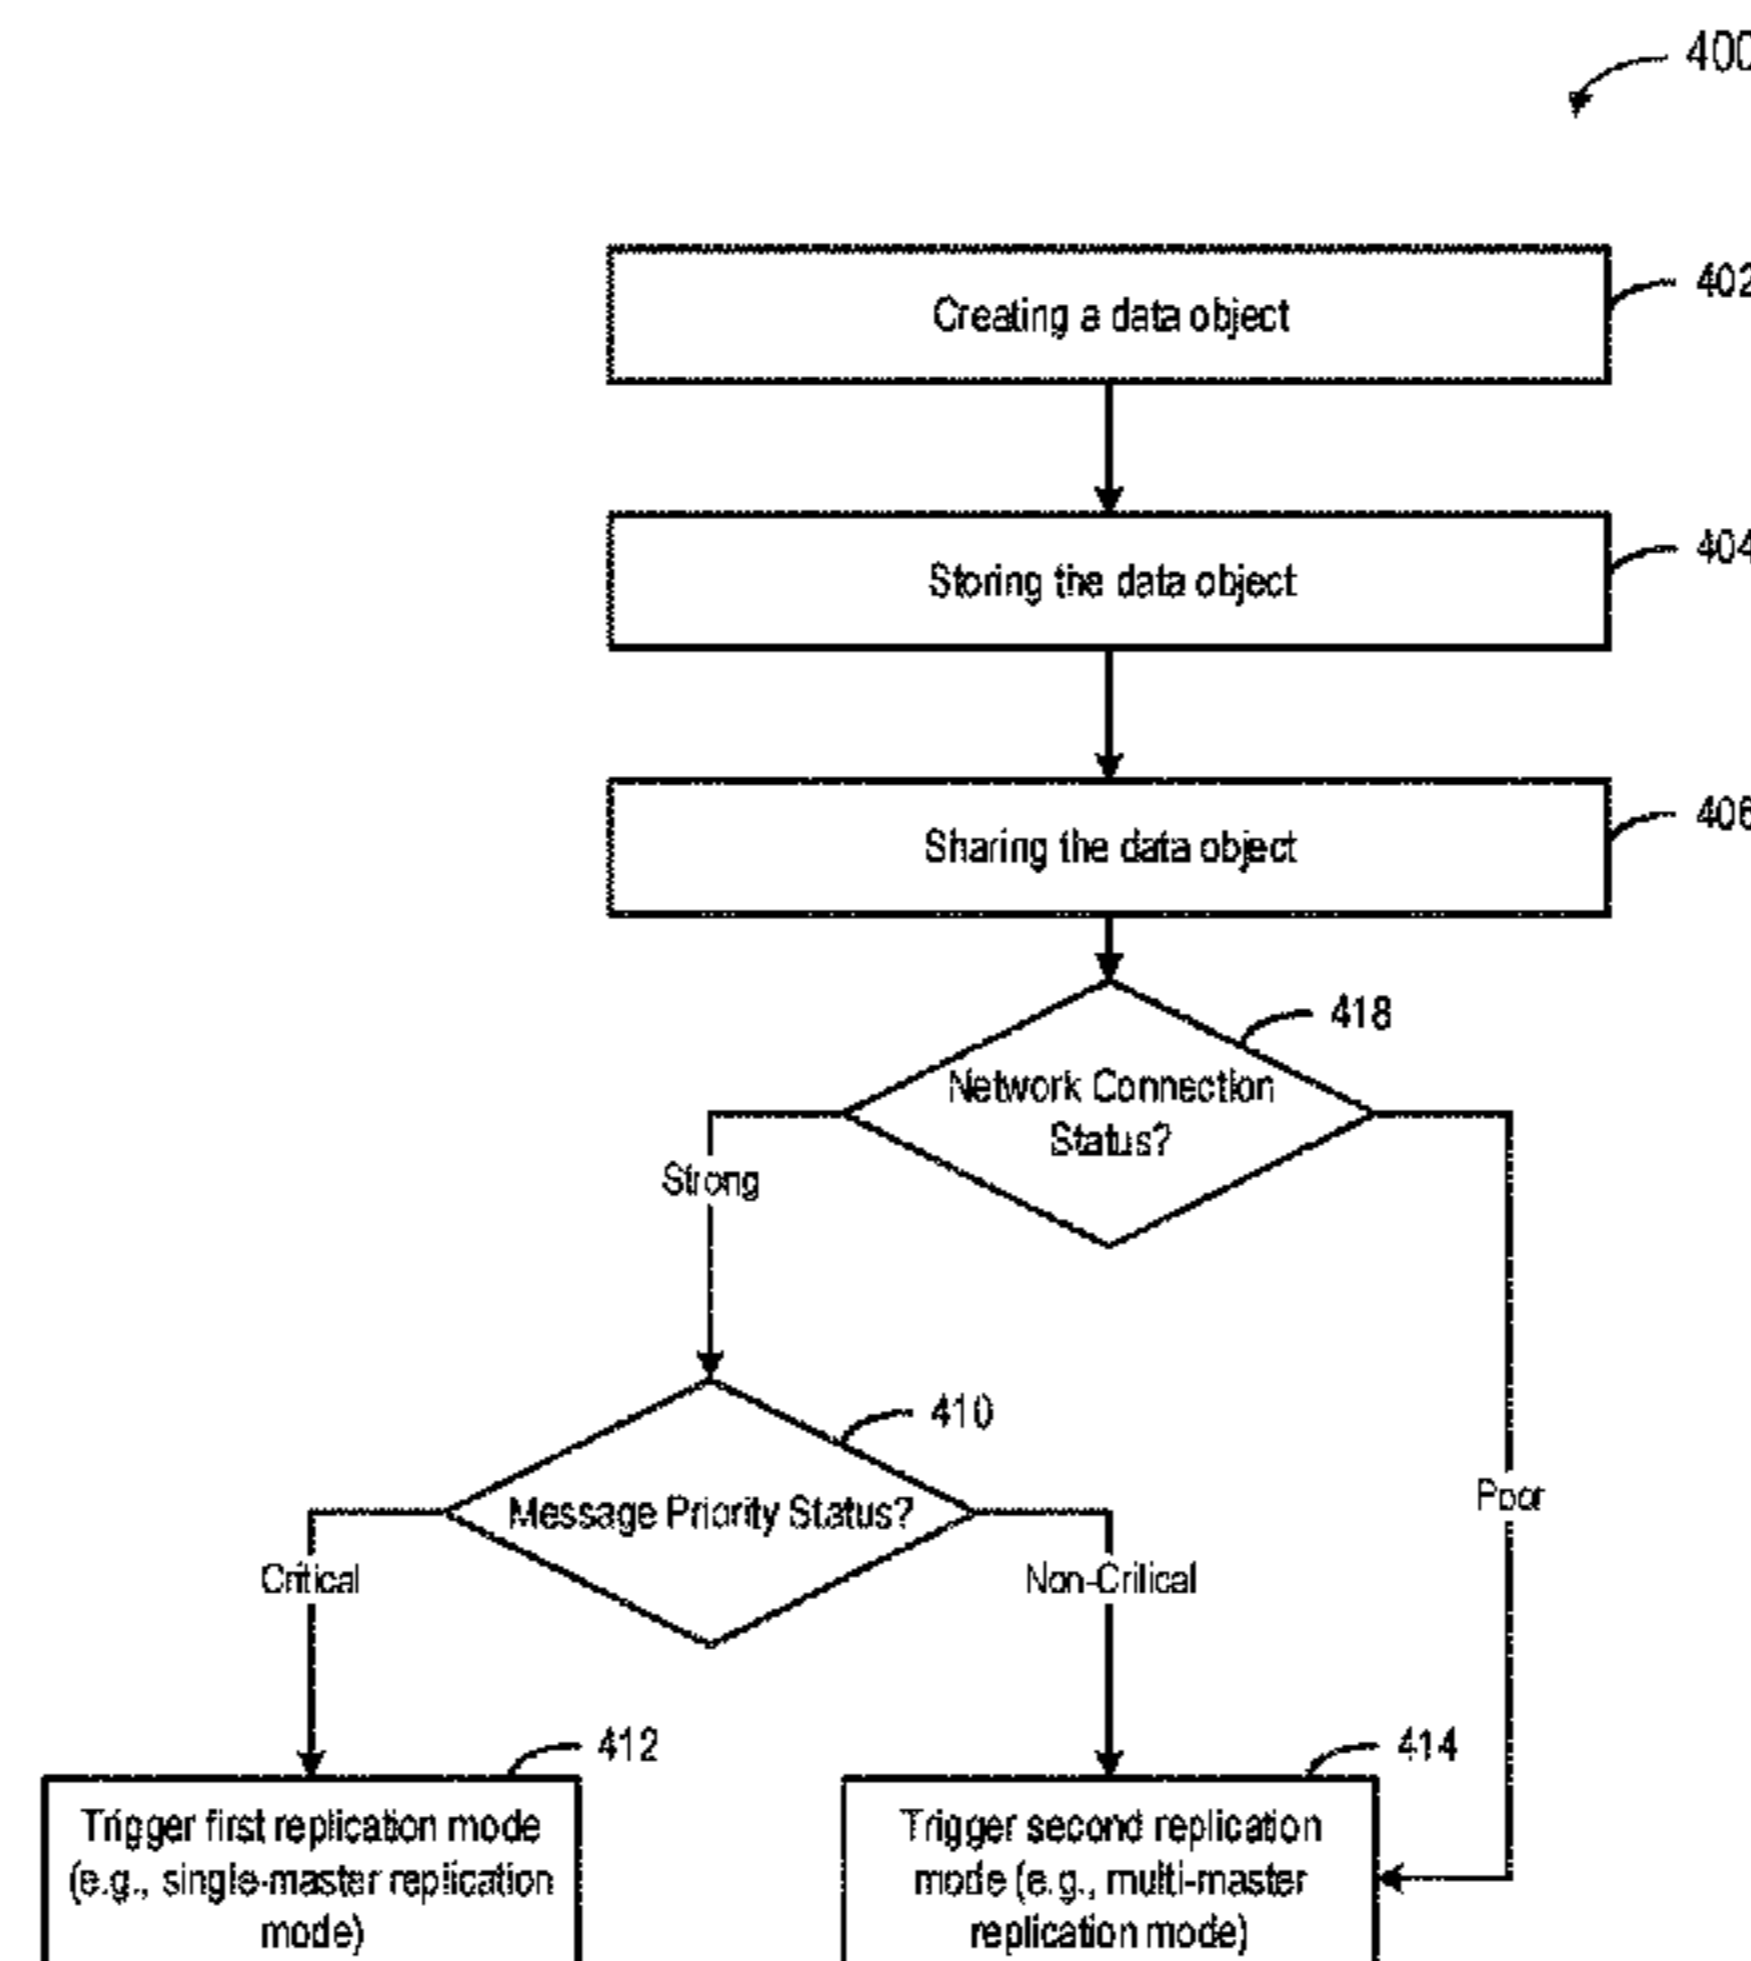 400
Creating a data object
402
Storing the data object
404
Sharing the data object
406
418
Network Connection
Status?
Strong
410
Message Priority Status?
Poor
Critical
Non-Critical
412
414
Trigger first replication mode
(e.g., single-master replication
mode)
Trigger second replication
mode (e.g., multi-master
replication mode)